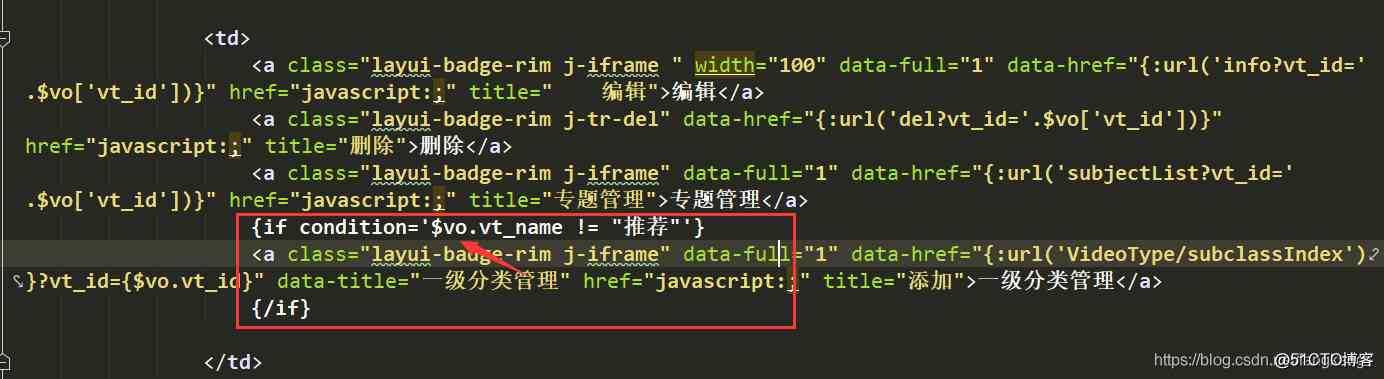 <td>
<a class="layui-badge-rim j-iframe " width="100" data-full="1" data-href="{:url('info?vt_id='
.$vo['vt_id'])}" href="javascript:;" title="    编辑">编辑</a>
<a class="layui-badge-rim j-tr-del" data-href="{:url('del?vt_id='.$vo['vt_id'])}"
href="javascript:;" title="删除">删除</a>
<a class="layui-badge-rim j-iframe" data-full="1" data-href="{:url('subjectList?vt_id='
.$vo['vt_id'])}" href="javascript:;" title="专题管理">专题管理</a>
{if condition='$vo.vt_name != "推荐"'}
<a class="layui-badge-rim j-iframe" data-full="1" data-href="{:url('VideoType/subclassIndex')
}?vt_id={$vo.vt_id}" data-title="一级分类管理" href="javascript:;" title="添加">一级分类管理</a>
{/if}
</td>
https://blog.csdn.n
@51CTO博客